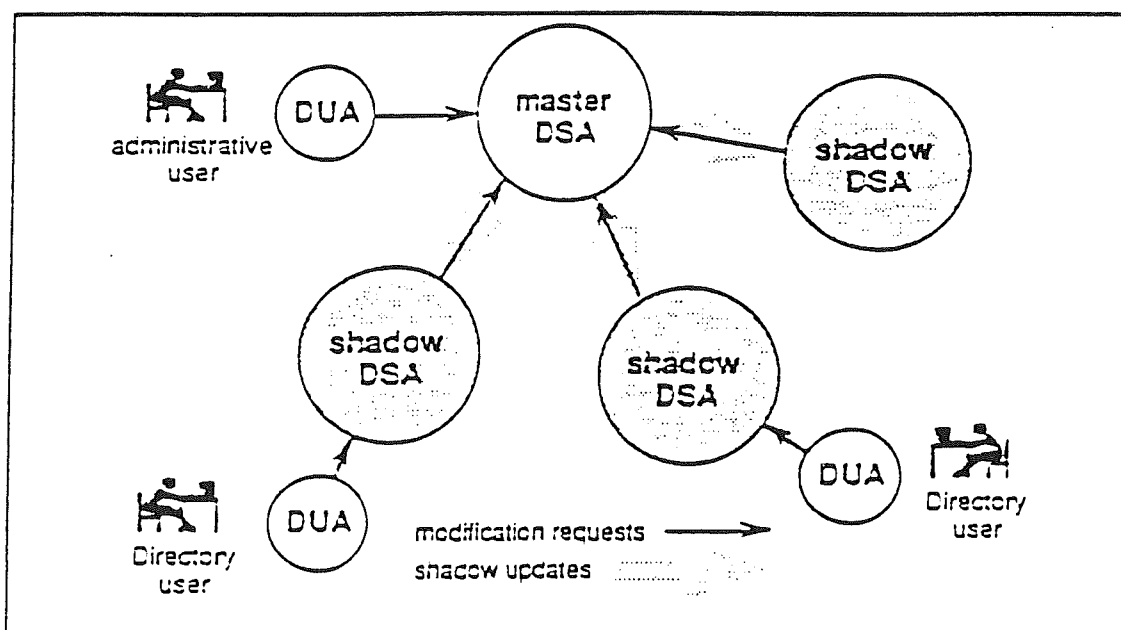 DUA
administrative
user
master
DSA
shadow
DSA
shadow
DSA
shadow
DSA
DUA
Directory
user
DUA
Directory
user
modification requests
shadow updates